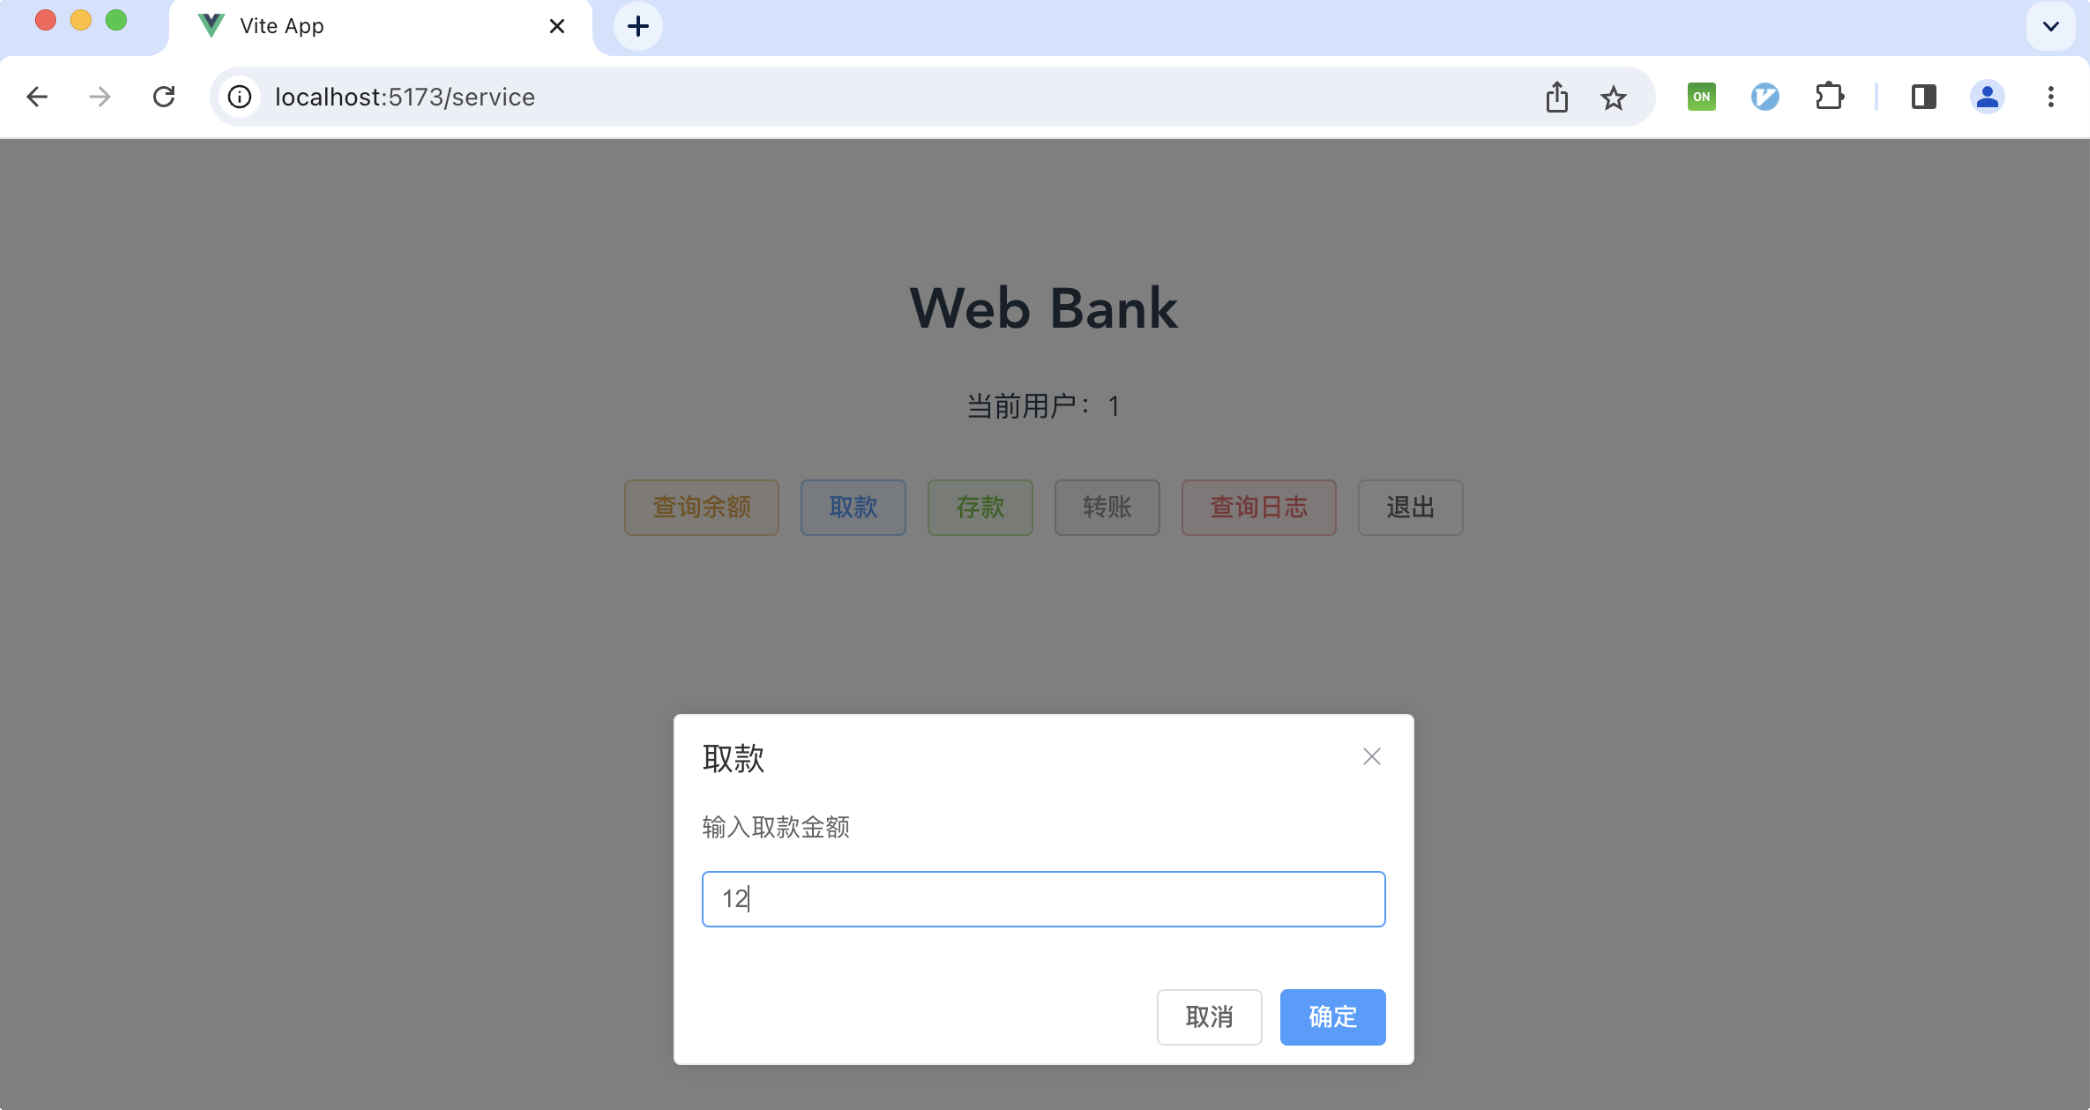 Vite App
localhost:5173/service
ON
Web Bank
当前用户：1
查询余额 取款 存款 转账 查询日志 退出
取款
输入取款金额
12
取消 确定